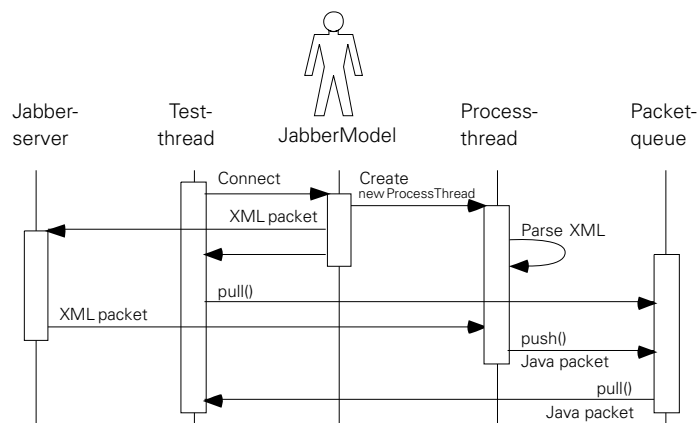 Jabber-
server
Test-
thread
JabberModel
Process-
thread
Packet-
queue
Connect
Create
new ProcessThread
XML packet
Parse XML
pull()
XML packet
push()
Java packet
pull()
Java packet